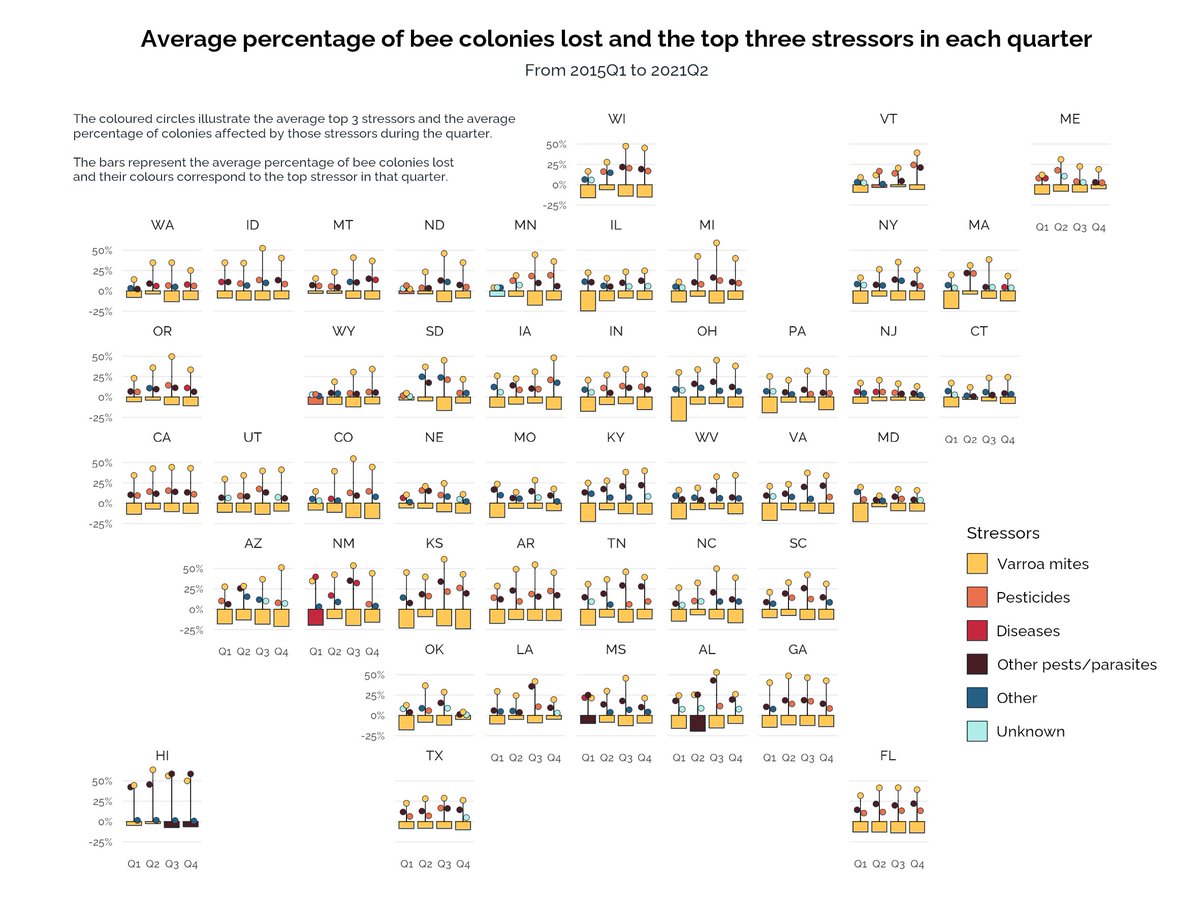 Average percentage of bee colonies lost and the top three stressors in each quarter
From 2015Q1 to 2021Q2
The coloured circles illustrate the average top 3 stressors and the average
percentage of colonies affected by those stressors during the quarter.
The bars represent the average percentage of bee colonies lost
and their colours correspond to the top stressor in that quarter.
WI VT ME
50%
25%
0%
-25%
Q1 Q2 Q3 Q4
WA ID MT ND MN IL MI NY MA
50%
25%
0%
-25%
OR WY SD IA IN OH PA NJ CT
50%
25%
0%
-25%
Q1 Q2 Q3 Q4
CA UT CO NE MO KY WV VA MD
50%
25%
0%
-25%
AZ NM KS AR TN NC SC
50%
25%
0%
-25%
Q1 Q2 Q3 Q4 Q1 Q2 Q3 Q4
OK LA MS AL GA
50%
25%
0%
-25%
Q1 Q2 Q3 Q4 Q1 Q2 Q3 Q4 Q1 Q2 Q3 Q4 Q1 Q2 Q3 Q4
HI TX FL
50%
25%
0%
-25%
Q1 Q2 Q3 Q4 Q1 Q2 Q3 Q4 Q1 Q2 Q3 Q4
Stressors
Varroa mites
Pesticides
Diseases
Other pests/parasites
Other
Unknown